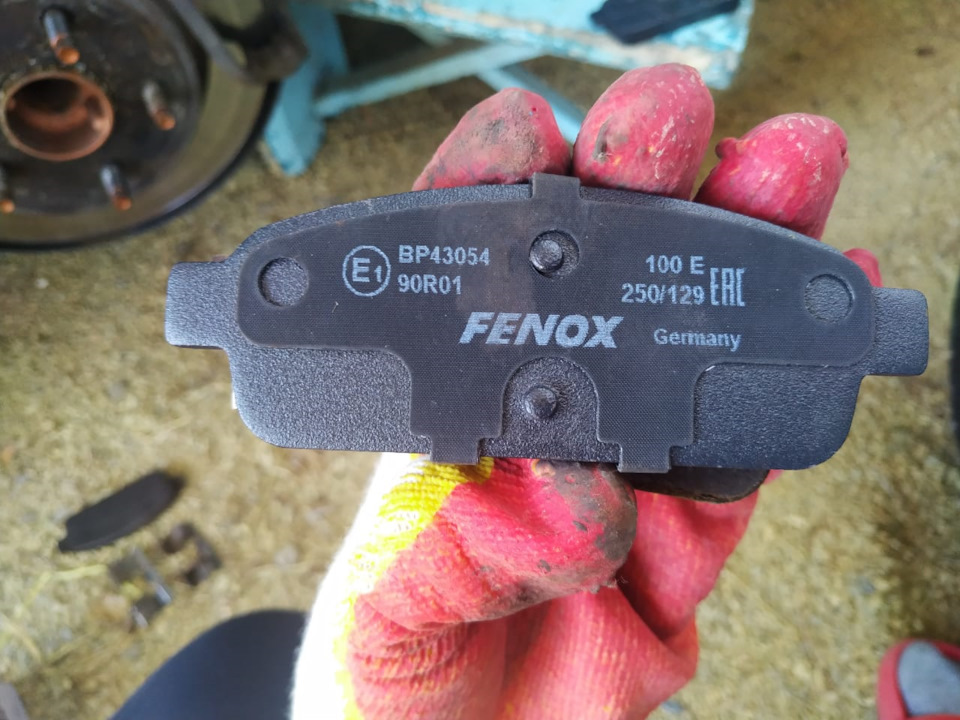 E1
BP43054
90R01
100 E
250/129
EAC
FENOX
Germany